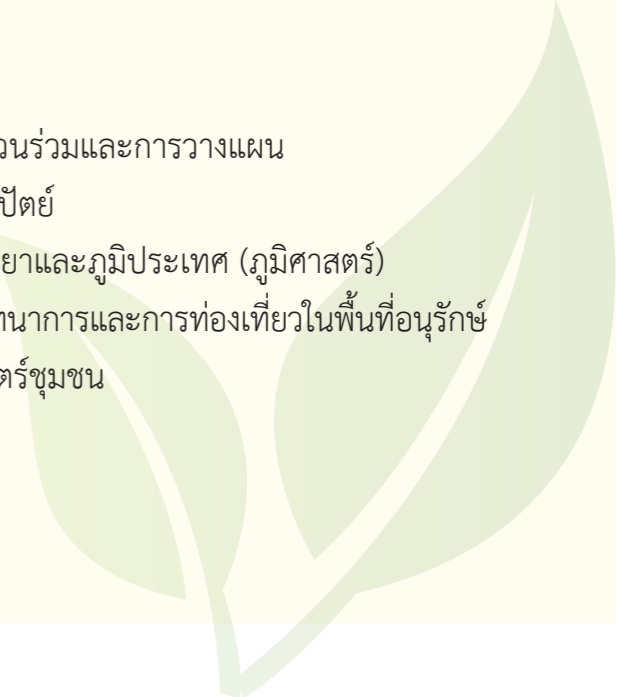 วนร่วมและการวางแผน
ปัตย์
ยาและภูมิประเทศ (ภูมิศาสตร์)
ทนาการและการท่องเที่ยวในพื้นที่อนุรักษ์
ตร์ชุมชน